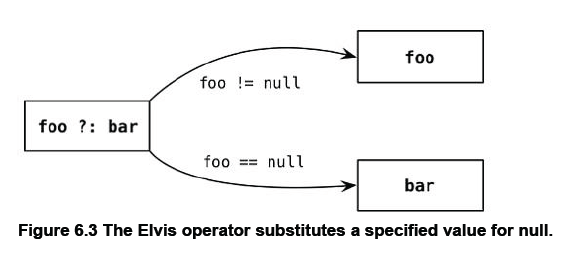 foo
foo != null
foo ?: bar
foo == null
bar
Figure 6.3 The Elvis operator substitutes a specified value for null.